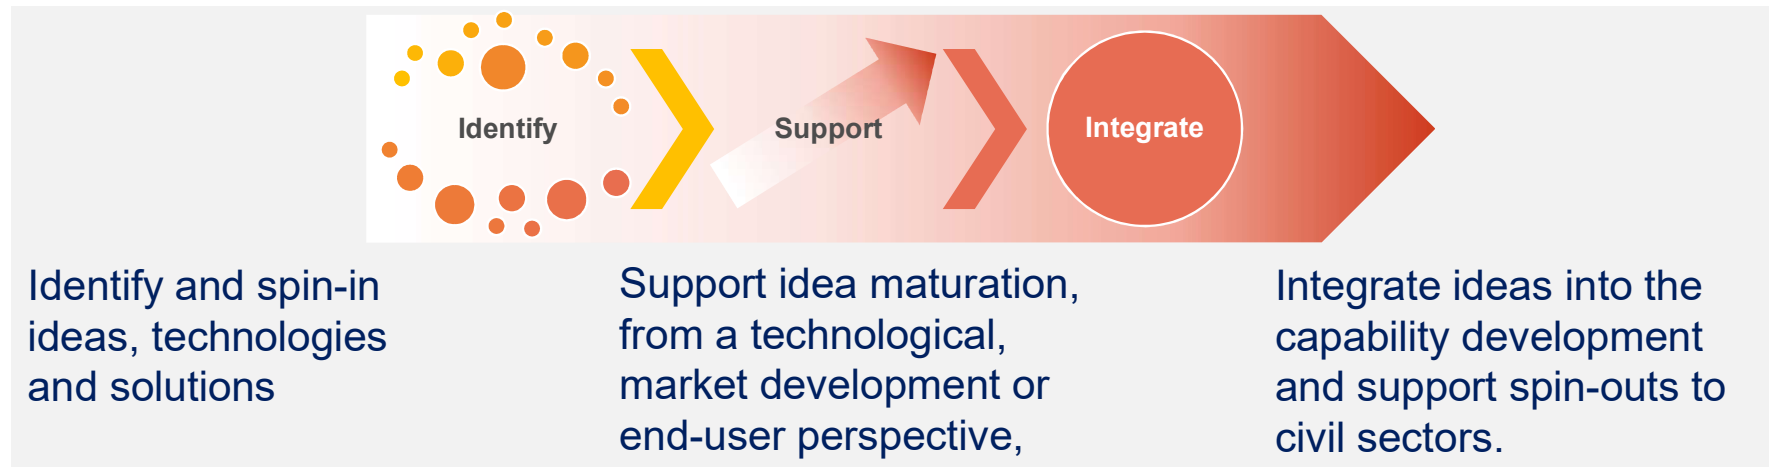 Identify
Support
Integrate
Identify and spin-in
ideas, technologies
and solutions
Support idea maturation,
from a technological,
market development or
end-user perspective,
Integrate ideas into the
capability development
and support spin-outs to
civil sectors.